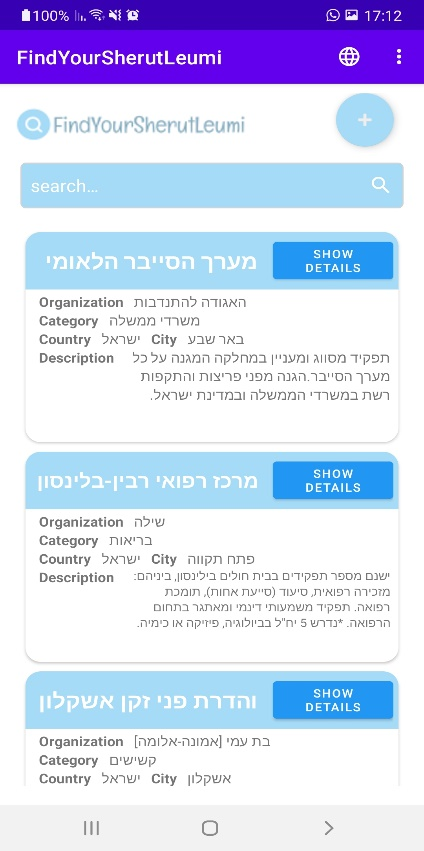 100% 17:12
FindYourSherutLeumi
FindYourSherutLeumi
+
search...
מערך הסייבר הלאומי
SHOW
DETAILS
Organization האגודה להתנדבות
Category משרדי ממשלה
Country ישראל City באר שבע
Description תפקיד מסווג ומעניין במחלקה המגנה על כל
מערך הסייבר.הגנה מפני פריצות והתקפות
רשת במשרדי הממשלה ובמדינת ישראל.
מרכז רפואי רבין-בלינסון
SHOW
DETAILS
Organization שילה
Category בריאות
Country ישראל City פתח תקווה
Description ישנם מספר תפקידים בבית חולים בילינסון, ביניהם:
מזכירה רפואית, סיעוד (סייעת אחות), תומכת
רפואה. תפקיד משמעותי דינמי ומאתגר בתחום
הרפואה. *נדרש 5 יח"ל בביולוגיה, פיזיקה או כימיה.
והדרת פני זקן אשקלון
SHOW
DETAILS
Organization בת עמי [אמונה-אלומה]
Category קשישים
Country ישראל City אשקלון